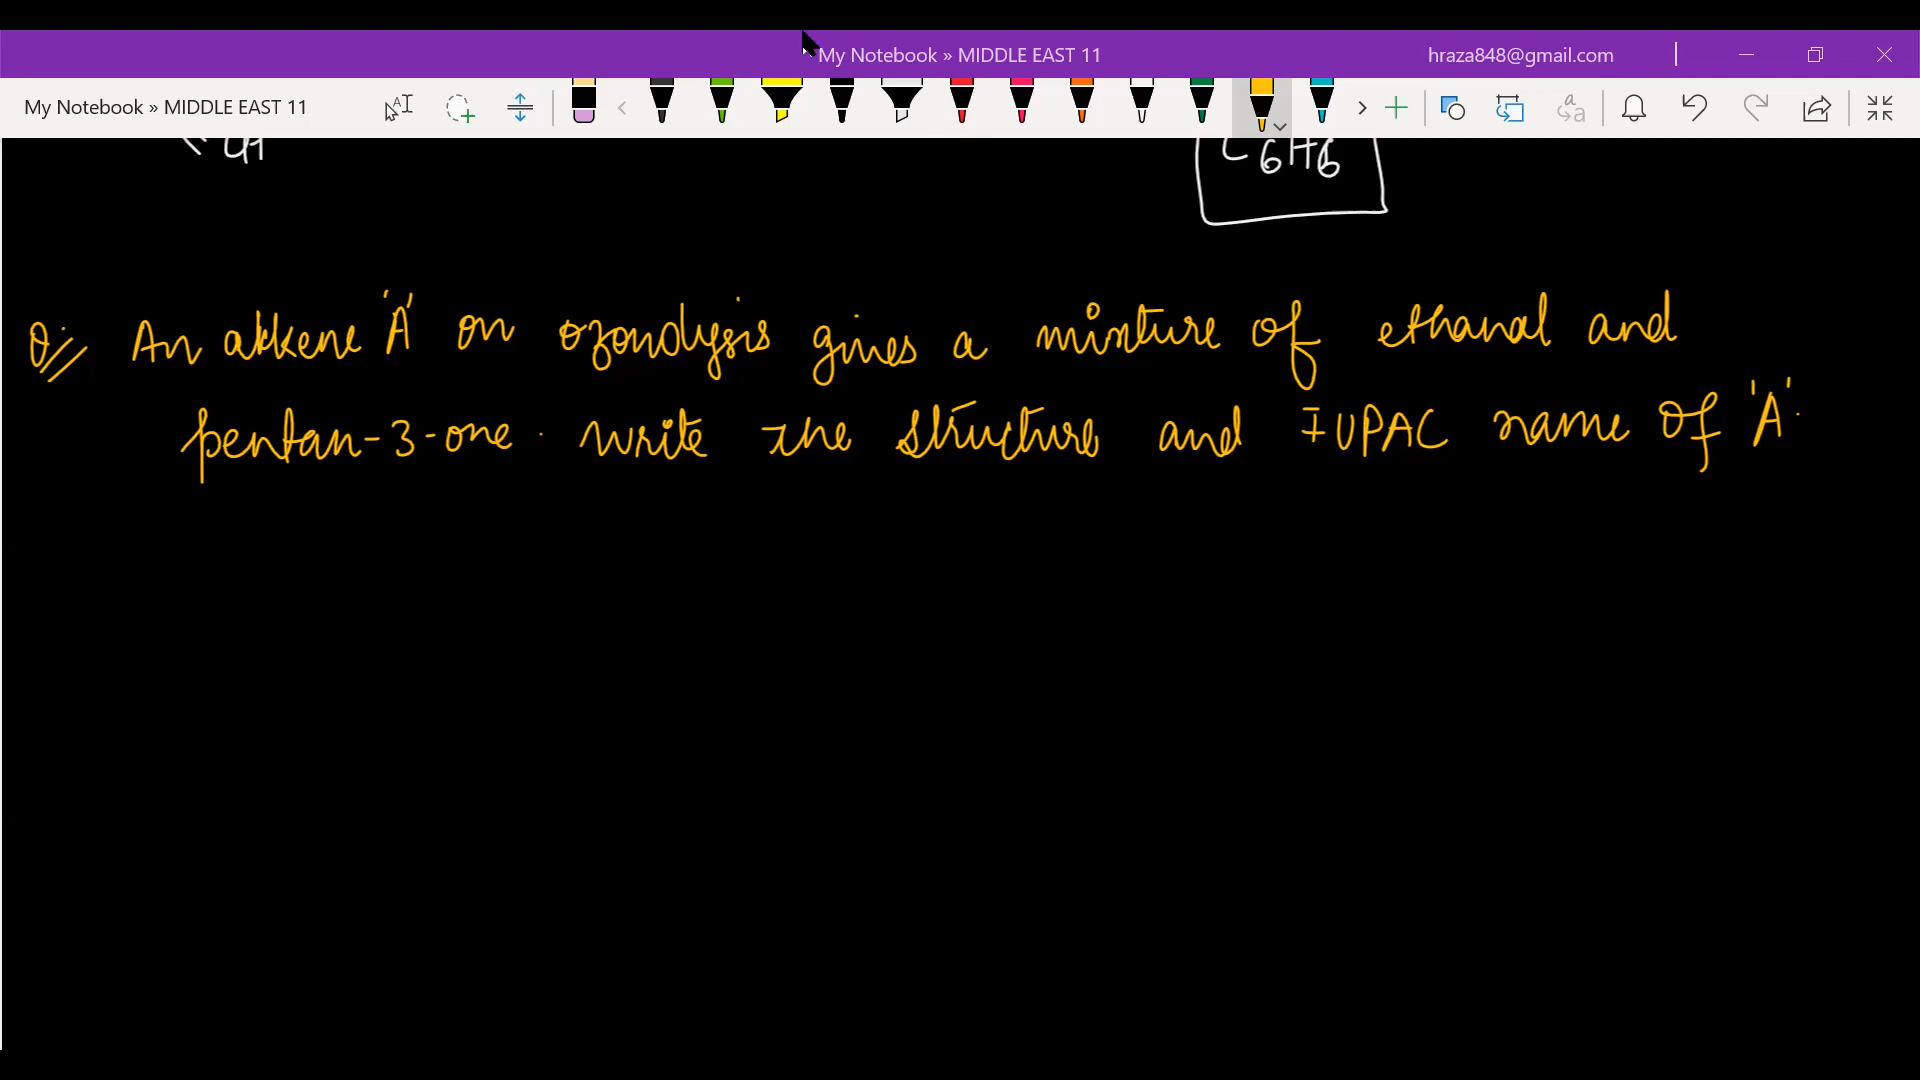 My Notebook » MIDDLE EAST 11
hraza848@gmail.com
My Notebook » MIDDLE EAST 11
CH
C6H6
Q:// An alkene 'A' on ozonolysis gives a mixture of ethanal and
pentan-3-one. write the structure and IUPAC name of 'A'.